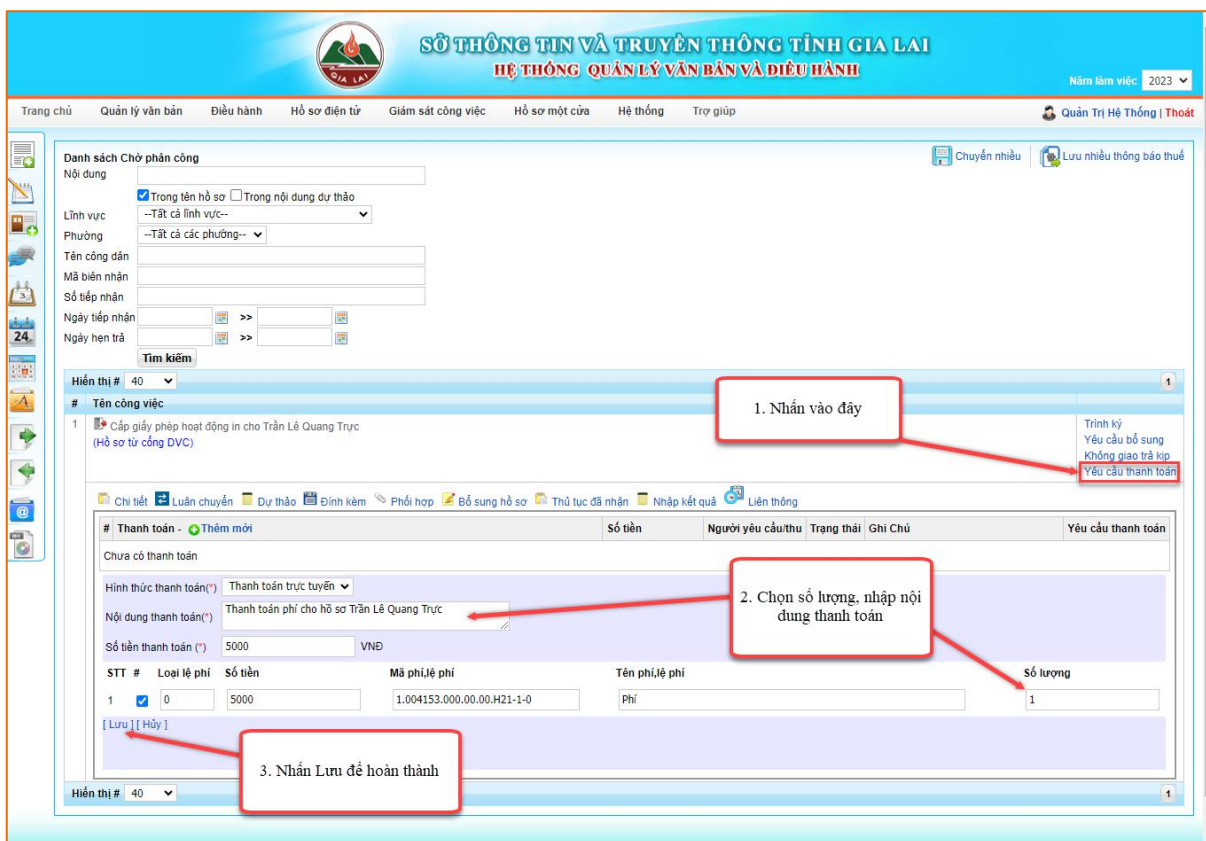 SỞ THÔNG TIN VÀ TRUYỀN THÔNG TỈNH GIA LAI
HỆ THỐNG QUẢN LÝ VĂN BẢN VÀ ĐIỀU HÀNH
GIA LAI
Năm làm việc 2023
Trang chủ Quản lý văn bản Điều hành Hồ sơ điện tử Giám sát công việc Hồ sơ một cửa Hệ thống Trợ giúp Quản Trị Hệ Thống | Thoát
Danh sách Chờ phân công Chuyển nhiều Lưu nhiều thông báo thuế
Nội dung
Trong tên hồ sơ Trong nội dung dự thảo
Lĩnh vực --Tất cả lĩnh vực--
Phường --Tất cả các phường--
Tên công dân
Mã biên nhận
Số tiếp nhận
Ngày tiếp nhận >>
Ngày hẹn trả >>
Tìm kiếm
Hiển thị # 40 1
# Tên công việc
1. Nhấn vào đây
1 Cấp giấy phép hoạt động in cho Trần Lê Quang Trực
(Hồ sơ từ cổng DVC)
Trình ký
Yêu cầu bổ sung
Không giao trả kịp
Yêu cầu thanh toán
Chi tiết Luân chuyển Dự thảo Đính kèm Phối hợp Bổ sung hồ sơ Thủ tục đã nhận Nhập kết quả Liên thông
# Thanh toán - Thêm mới Số tiền Người yêu cầu/thu Trạng thái Ghi Chú Yêu cầu thanh toán
Chưa có thanh toán
Hình thức thanh toán(*) Thanh toán trực tuyến
Nội dung thanh toán(*) Thanh toán phí cho hồ sơ Trần Lê Quang Trực
2. Chọn số lượng, nhập nội
dung thanh toán
Số tiền thanh toán (*) 5000 VNĐ
STT # Loại lệ phí Số tiền Mã phí,lệ phí Tên phí,lệ phí Số lượng
1 0 5000 1.004153.000.00.00.H21-1-0 Phí 1
[ Lưu ] [ Hủy ]
3. Nhấn Lưu để hoàn thành
Hiển thị # 40 1
24
3
@